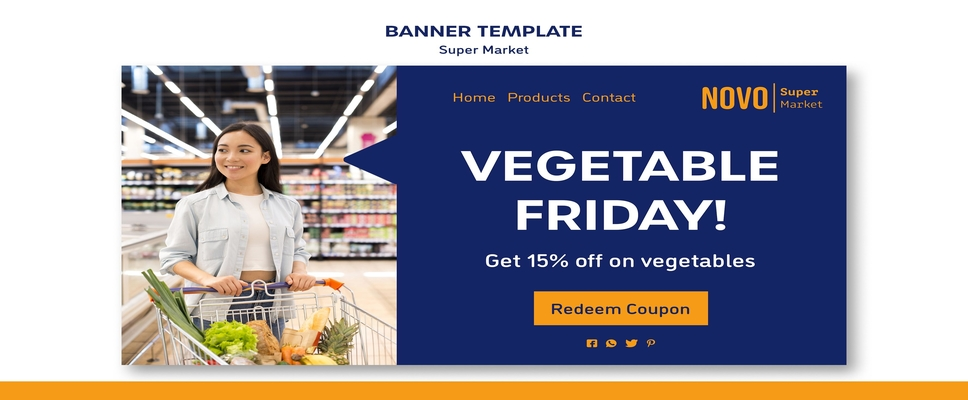 BANNER TEMPLATE
Super Market
Home Products Contact
NOVO Super Market
VEGETABLE
FRIDAY!
Get 15% off on vegetables
Redeem Coupon